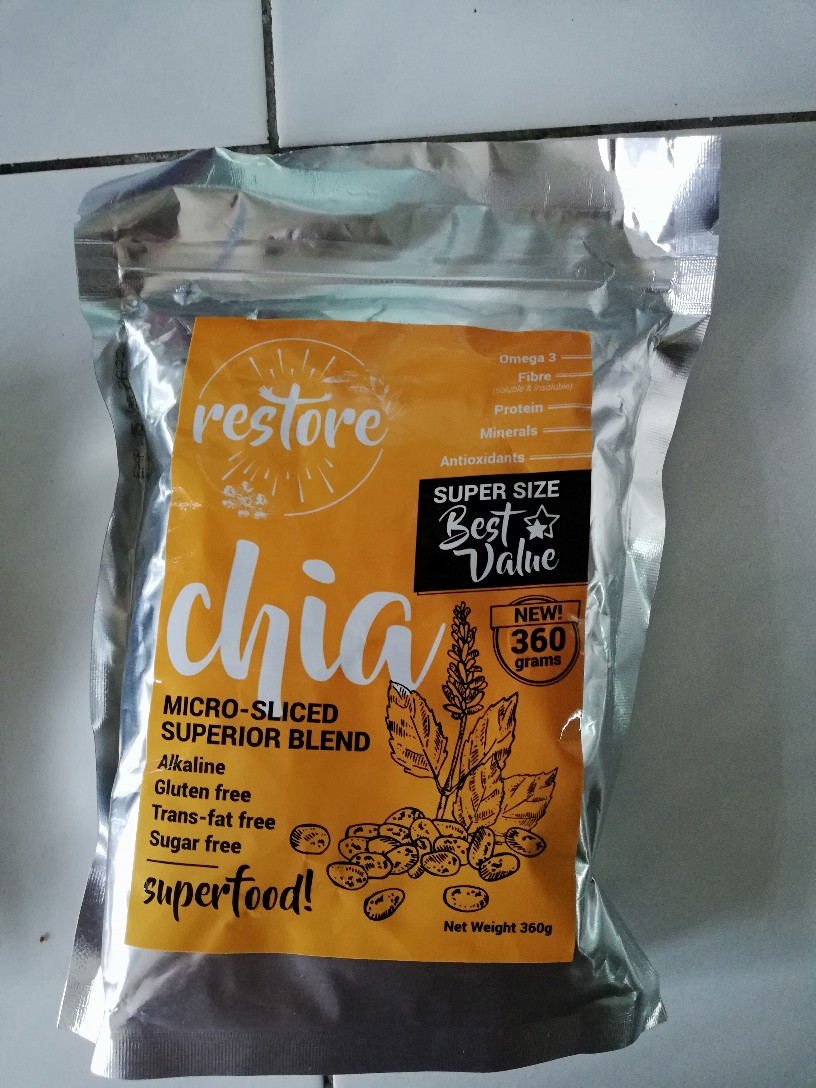 restore
Omega 3
Fibre
(soluble & insoluble)
Protein
Minerals
Antioxidants
SUPER SIZE
Best
Value
chia
NEW!
360
grams
MICRO-SLICED
SUPERIOR BLEND
Alkaline
Gluten free
Trans-fat free
Sugar free
superfood!
Net Weight 360g